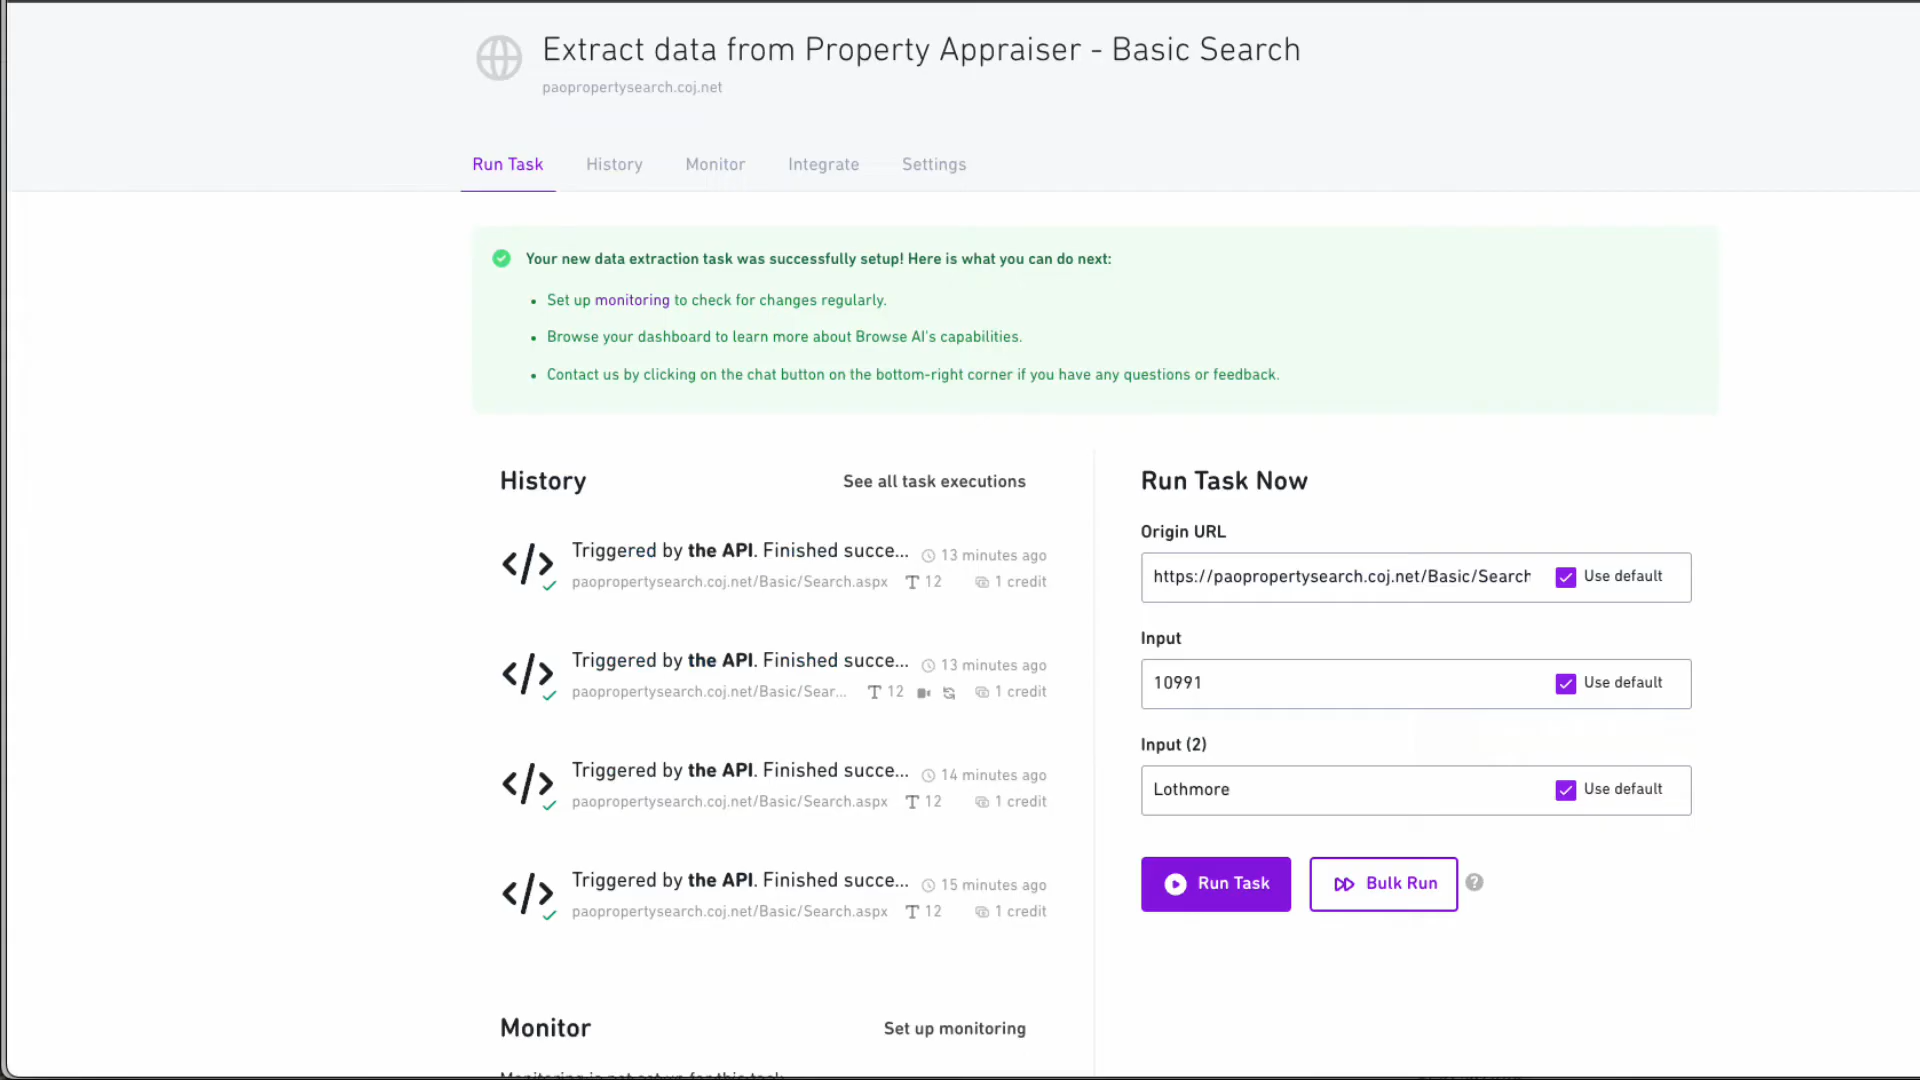 Extract data from Property Appraiser - Basic Search
paopropertysearch.coj.net
Run Task
History
Monitor
Integrate
Settings
Your new data extraction task was successfully setup! Here is what you can do next:
Set up monitoring to check for changes regularly.
Browse your dashboard to learn more about Browse AI's capabilities.
Contact us by clicking on the chat button on the bottom-right corner if you have any questions or feedback.
History
See all task executions
Triggered by the API. Finished succe... 13 minutes ago
paopropertysearch.coj.net/Basic/Search.aspx T 12 1 credit
Triggered by the API. Finished succe... 13 minutes ago
paopropertysearch.coj.net/Basic/Sear... T 12 1 credit
Triggered by the API. Finished succe... 14 minutes ago
paopropertysearch.coj.net/Basic/Search.aspx T 12 1 credit
Triggered by the API. Finished succe... 15 minutes ago
paopropertysearch.coj.net/Basic/Search.aspx T 12 1 credit
Monitor
Set up monitoring
Monitoring is not set up for this task
Run Task Now
Origin URL
https://paopropertysearch.coj.net/Basic/Search
Use default
Input
10991
Use default
Input (2)
Lothmore
Use default
Run Task
Bulk Run
?